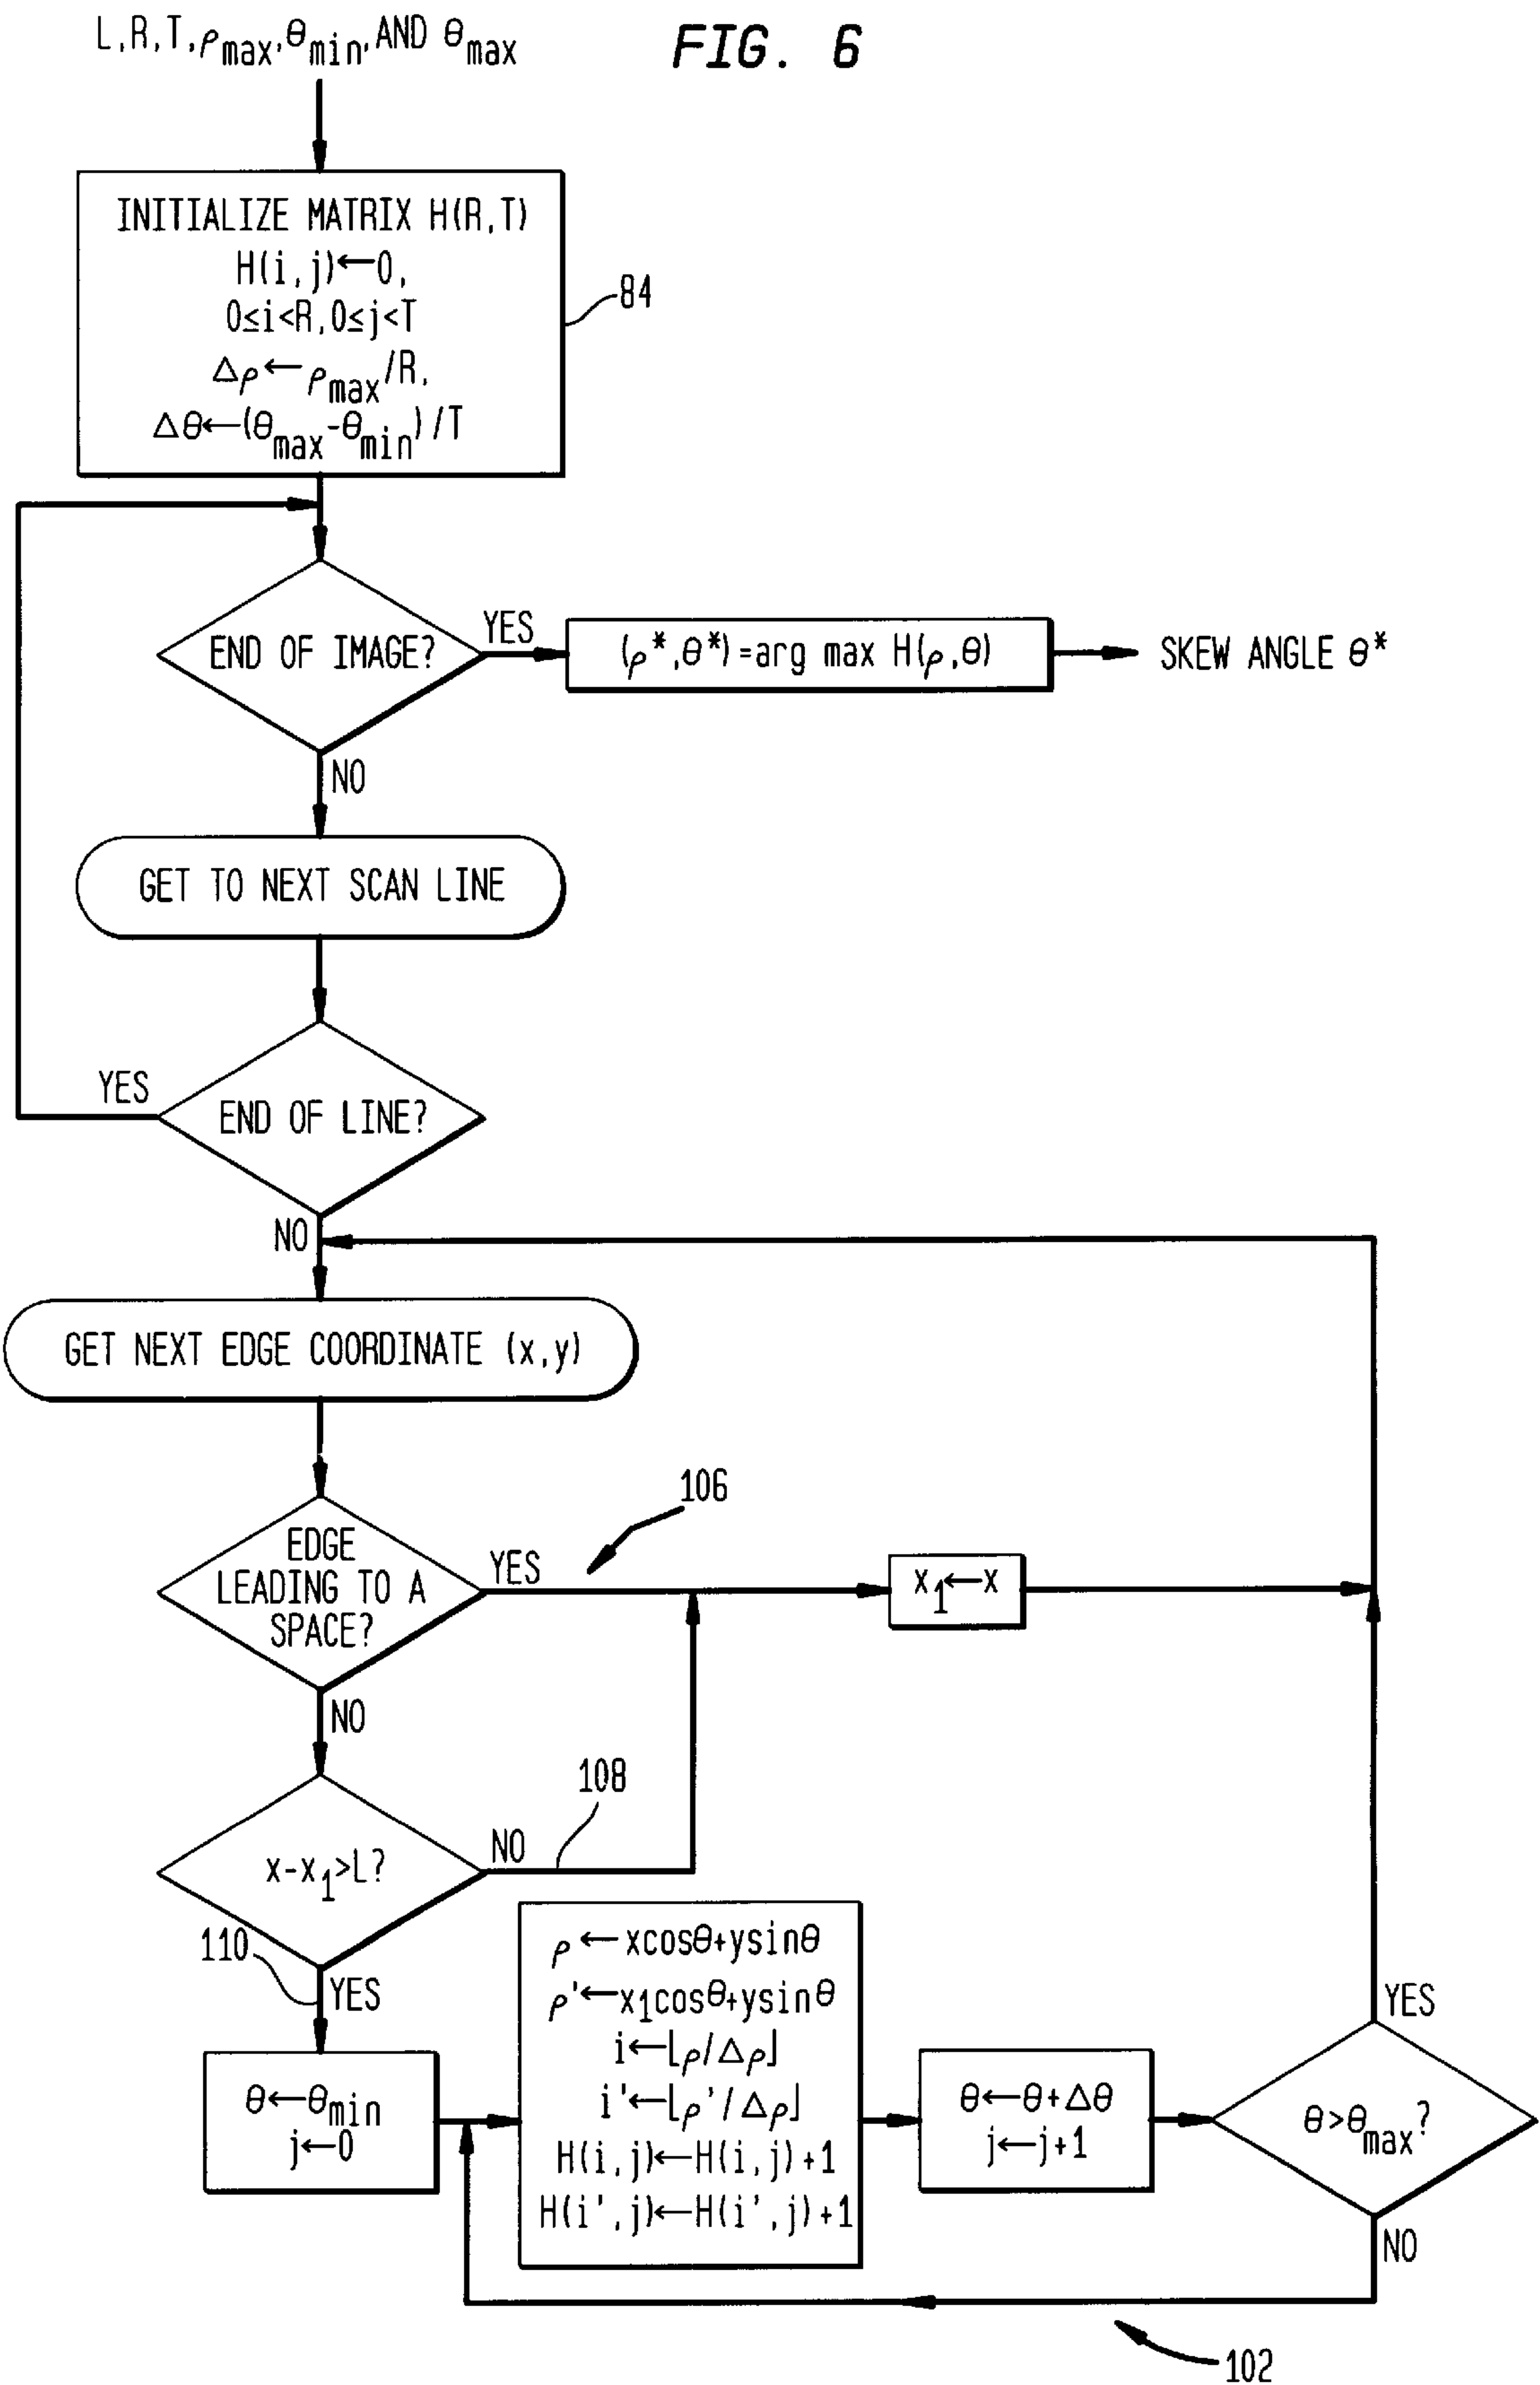 L,R,T,ρmax,θmin,AND θmax
FIG. 6
INITIALIZE MATRIX H(R,T)
H(i,j)←0,
0≤i<R,0≤j<T
Δρ←ρmax/R,
Δθ←(θmax-θmin)/T
84
END OF IMAGE?
YES
(ρ*,θ*)=arg max H(ρ,θ)
SKEW ANGLE θ*
NO
GET TO NEXT SCAN LINE
YES
END OF LINE?
NO
GET NEXT EDGE COORDINATE (x,y)
106
EDGE
LEADING TO A
SPACE?
YES
x1←x
NO
108
x-x1>L?
NO
110
YES
θ←θmin
j←0
ρ←xcosθ+ysinθ
ρ'←x1cosθ+ysinθ
i←⌊ρ/Δρ⌋
i'←⌊ρ'/Δρ⌋
H(i,j)←H(i,j)+1
H(i',j)←H(i',j)+1
θ←θ+Δθ
j←j+1
YES
θ>θmax?
NO
102